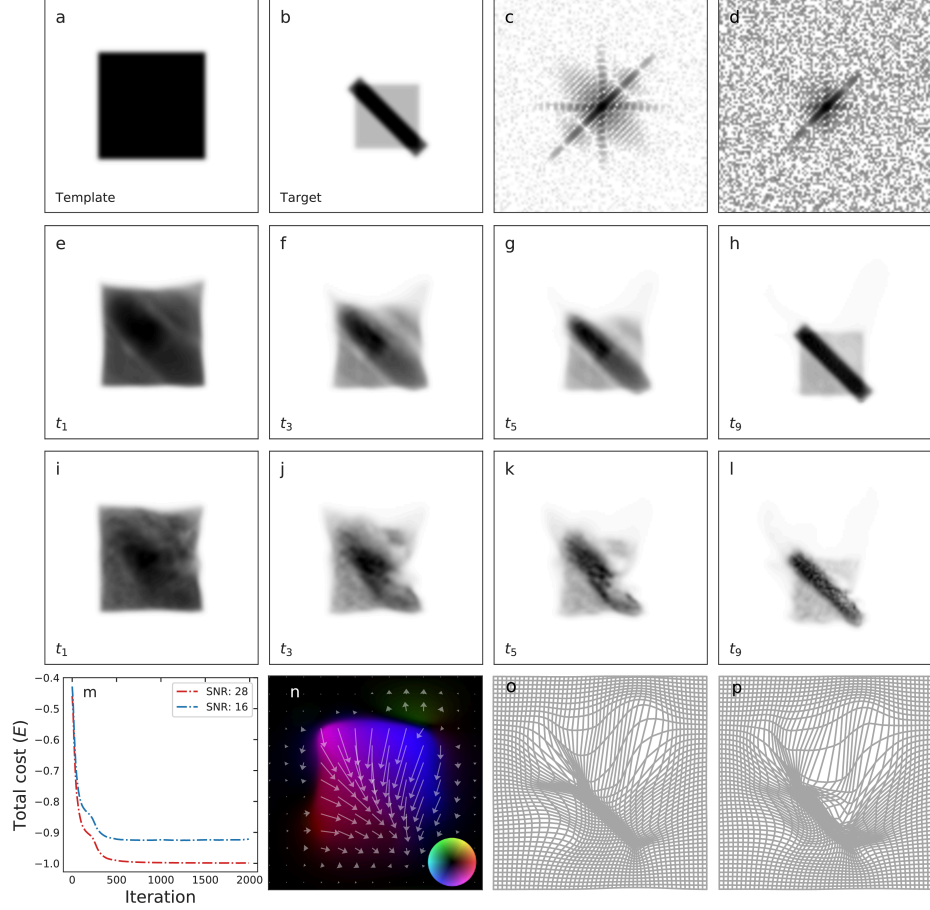 a
b
c
d
Template
Target
e
f
g
h
t1
t3
t5
t9
i
j
k
l
t1
t3
t5
t9
−0.4
−0.5
−0.6
−0.7
−0.8
−0.9
−1.0
Total cost (E)
m
SNR: 28
SNR: 16
0
500
1000
1500
2000
Iteration
n
o
p